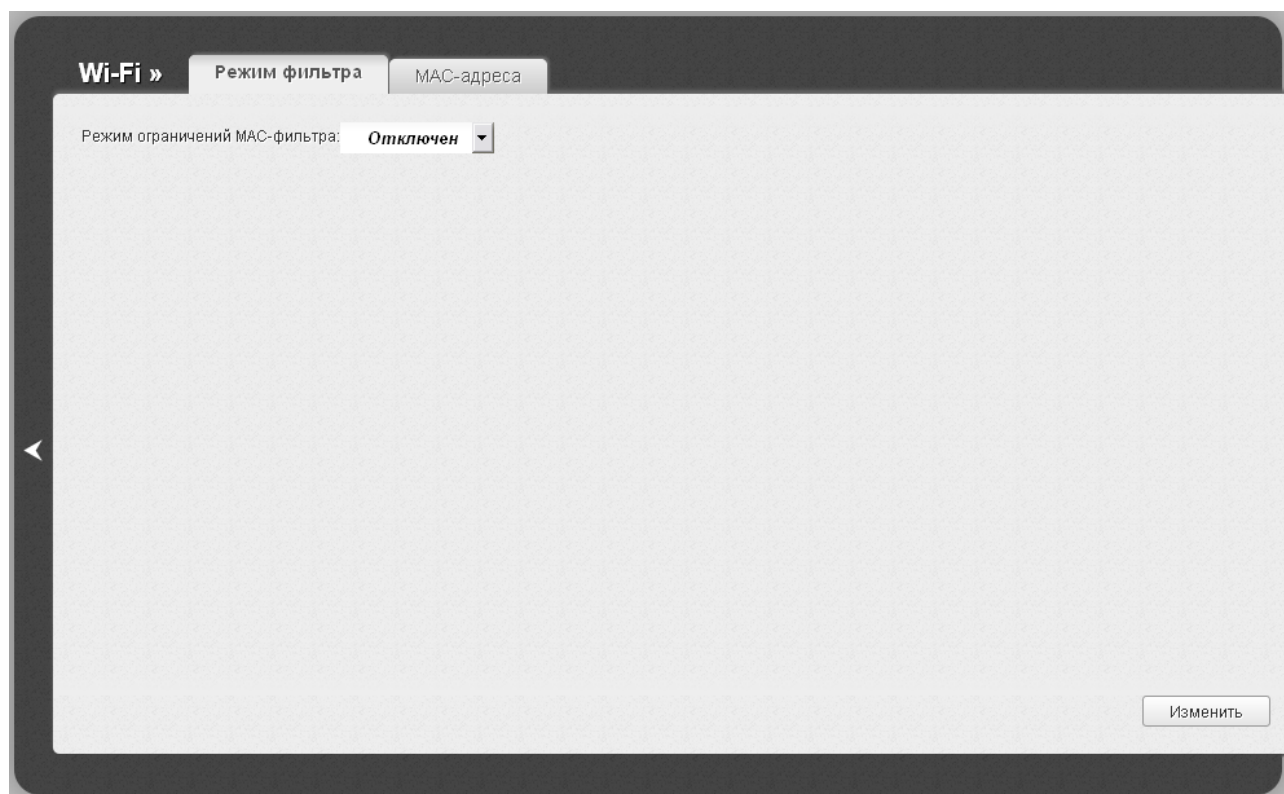 Wi-Fi » Режим фильтра MAC-адреса
Режим ограничений MAC-фильтра: Отключен
Изменить